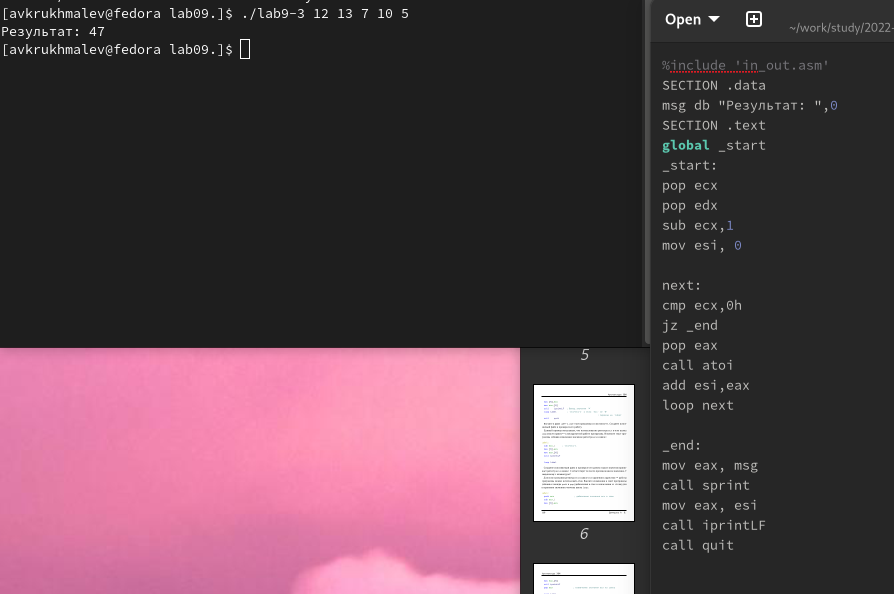 [avkrukhmalev@fedora lab09.]$ ./lab9-3 12 13 7 10 5
Результат: 47
[avkrukhmalev@fedora lab09.]$
Open
~/work/study/2022-
%include 'in_out.asm'
SECTION .data
msg db "Результат: ",0
SECTION .text
global _start
_start:
pop ecx
pop edx
sub ecx,1
mov esi, 0
next:
cmp ecx,0h
jz _end
pop eax
call atoi
add esi,eax
loop next
_end:
mov eax, msg
call sprint
mov eax, esi
call iprintLF
call quit
5
6